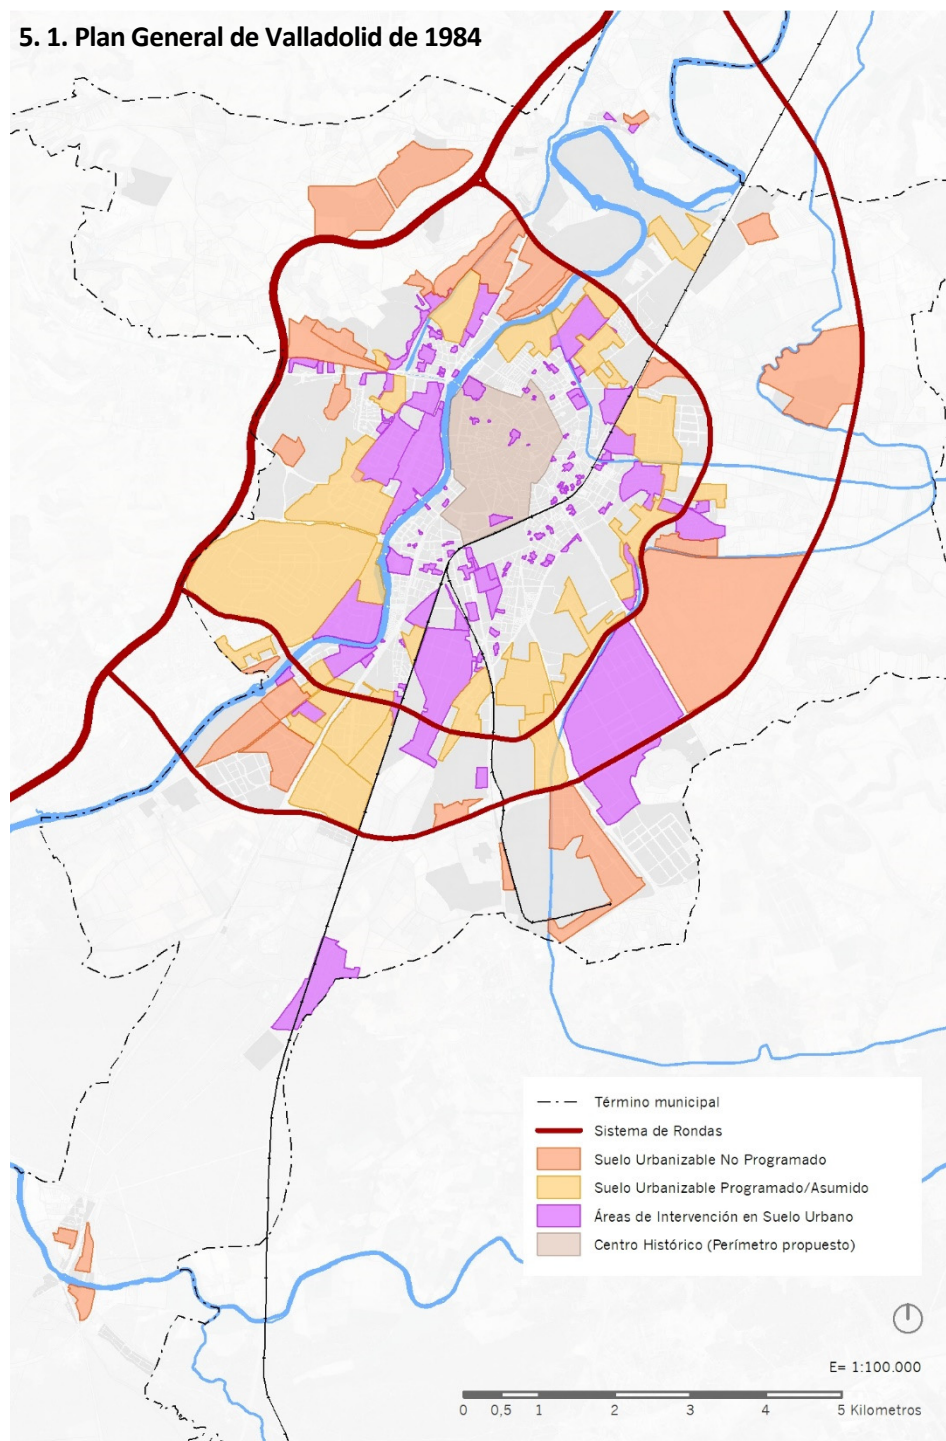 5. 1. Plan General de Valladolid de 1984
Término municipal
Sistema de Rondas
Suelo Urbanizable No Programado
Suelo Urbanizable Programado/Asumido
Áreas de Intervención en Suelo Urbano
Centro Histórico (Perímetro propuesto)
E= 1:100.000
0 0,5 1 2 3 4 5 Kilometros